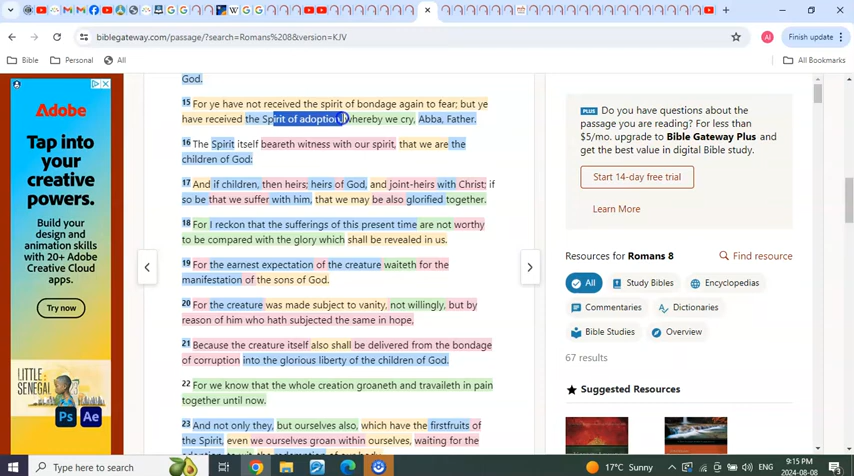 Finish update
biblegateway.com/passage/?search=Romans%208&version=KJV
Bible
Personal
All
All Bookmarks
God.
15 For ye have not received the spirit of bondage again to fear; but ye
have received the Spirit of adoption, whereby we cry, Abba, Father.
16 The Spirit itself beareth witness with our spirit, that we are the
children of God:
17 And if children, then heirs; heirs of God, and joint-heirs with Christ; if
so be that we suffer with him, that we may be also glorified together.
18 For I reckon that the sufferings of this present time are not worthy
to be compared with the glory which shall be revealed in us.
19 For the earnest expectation of the creature waiteth for the
manifestation of the sons of God.
20 For the creature was made subject to vanity, not willingly, but by
reason of him who hath subjected the same in hope,
21 Because the creature itself also shall be delivered from the bondage
of corruption into the glorious liberty of the children of God.
22 For we know that the whole creation groaneth and travaileth in pain
together until now.
23 And not only they, but ourselves also, which have the firstfruits of
the Spirit, even we ourselves groan within ourselves, waiting for the
Adobe
Tap into
your
creative
powers.
Build your
design and
animation skills
with 20+ Adobe
Creative Cloud
apps.
Try now
LITTLE
SENEGAL
Ps Ae
PLUS Do you have questions about the
passage you are reading? For less than
$5/mo. upgrade to Bible Gateway Plus and
get the best value in digital Bible study.
Start 14-day free trial
Learn More
Resources for Romans 8
Find resource
All
Study Bibles
Encyclopedias
Commentaries
Dictionaries
Bible Studies
Overview
67 results
Suggested Resources
Type here to search
17°C Sunny
ENG
9:15 PM
2024-08-08